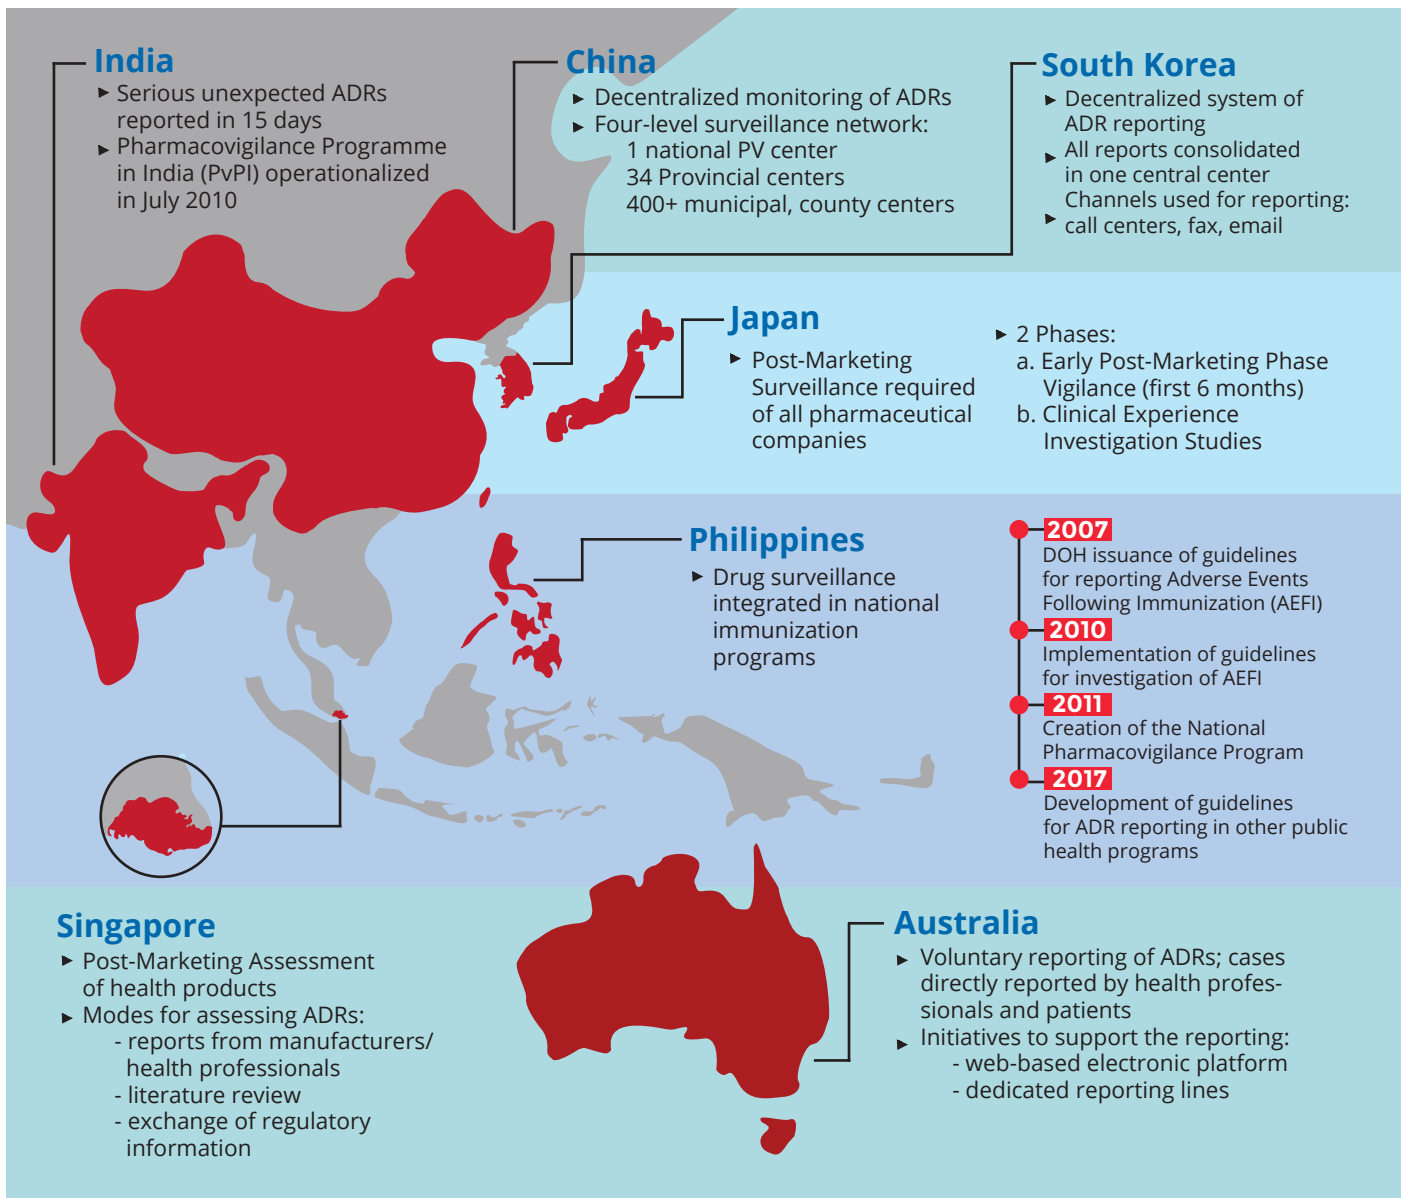 India
► Serious unexpected ADRs
reported in 15 days
► Pharmacovigilance Programme
in India (PvPI) operationalized
in July 2010
China
► Decentralized monitoring of ADRs
► Four-level surveillance network:
1 national PV center
34 Provincial centers
400+ municipal, county centers
South Korea
► Decentralized system of
ADR reporting
► All reports consolidated
in one central center
Channels used for reporting:
► call centers, fax, email
Japan
► Post-Marketing
Surveillance required
of all pharmaceutical
companies
► 2 Phases:
a. Early Post-Marketing Phase
Vigilance (first 6 months)
b. Clinical Experience
Investigation Studies
Philippines
► Drug surveillance
integrated in national
immunization
programs
2007
DOH issuance of guidelines
for reporting Adverse Events
Following Immunization (AEFI)
2010
Implementation of guidelines
for investigation of AEFI
2011
Creation of the National
Pharmacovigilance Program
2017
Development of guidelines
for ADR reporting in other public
health programs
Singapore
► Post-Marketing Assessment
of health products
► Modes for assessing ADRs:
- reports from manufacturers/
health professionals
- literature review
- exchange of regulatory
information
Australia
► Voluntary reporting of ADRs; cases
directly reported by health profes-
sionals and patients
► Initiatives to support the reporting:
- web-based electronic platform
- dedicated reporting lines